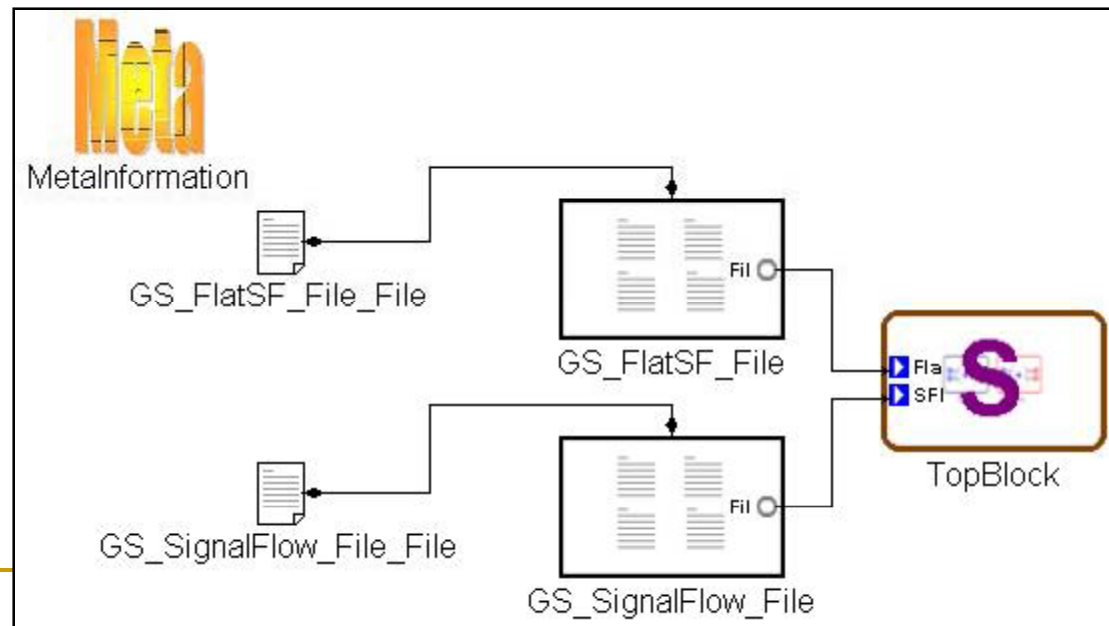 Meta
MetaInformation
GS_FlatSF_File_File
Fil
GS_FlatSF_File
Fla
S
SFl
TopBlock
GS_SignalFlow_File_File
Fil
GS_SignalFlow_File